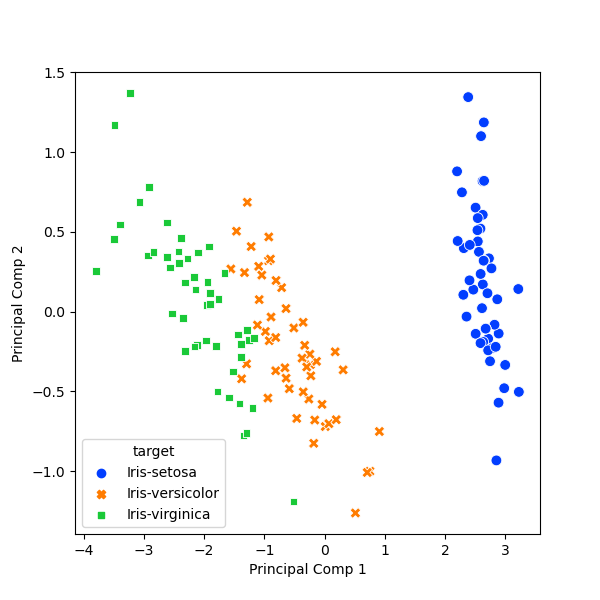 1.5
1.0
0.5
0.0
−0.5
−1.0
Principal Comp 2
target
Iris-setosa
Iris-versicolor
Iris-virginica
−4 −3 −2 −1 0 1 2 3
Principal Comp 1